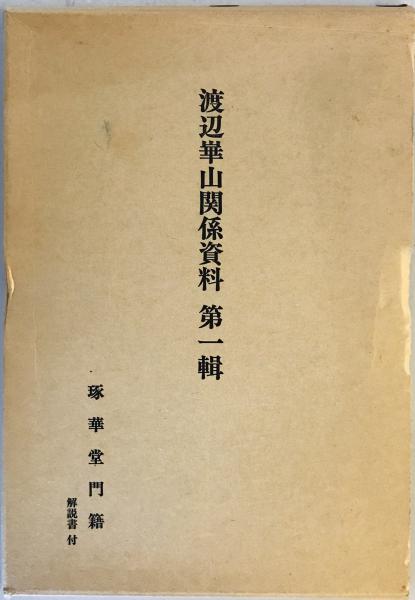 渡辺崋山関係資料 第一輯
琢華堂門籍
解説書 付